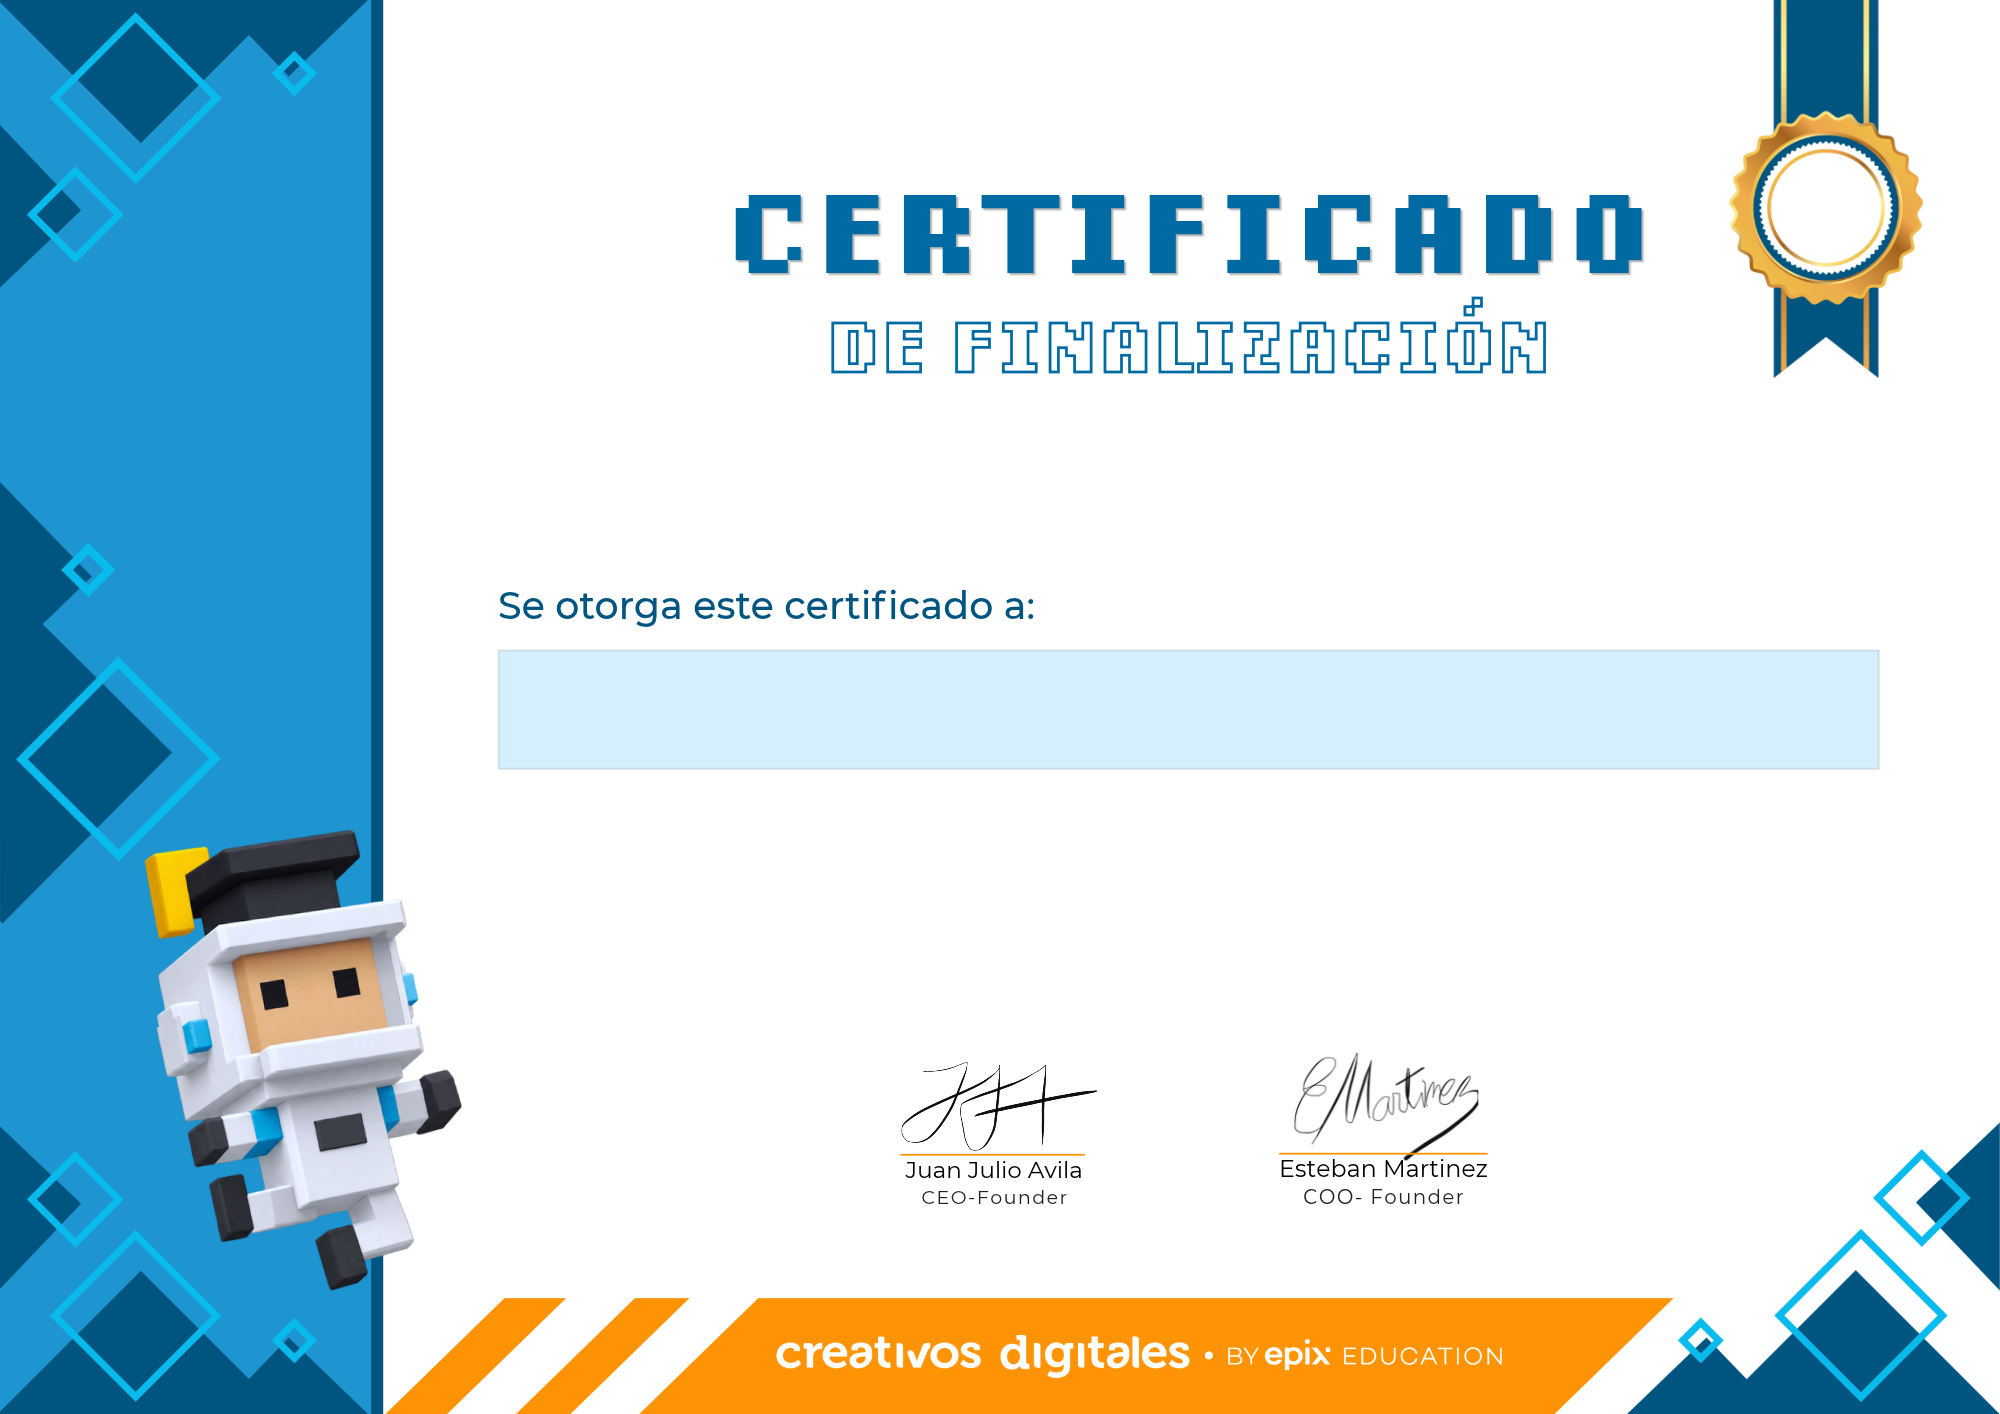 CERTIFICADO
DE FINALIZACIÓN
Se otorga este certificado a:
EMartinez
Juan Julio Avila
CEO-Founder
Esteban Martinez
COO- Founder
creativos digitales • BY epix EDUCATION